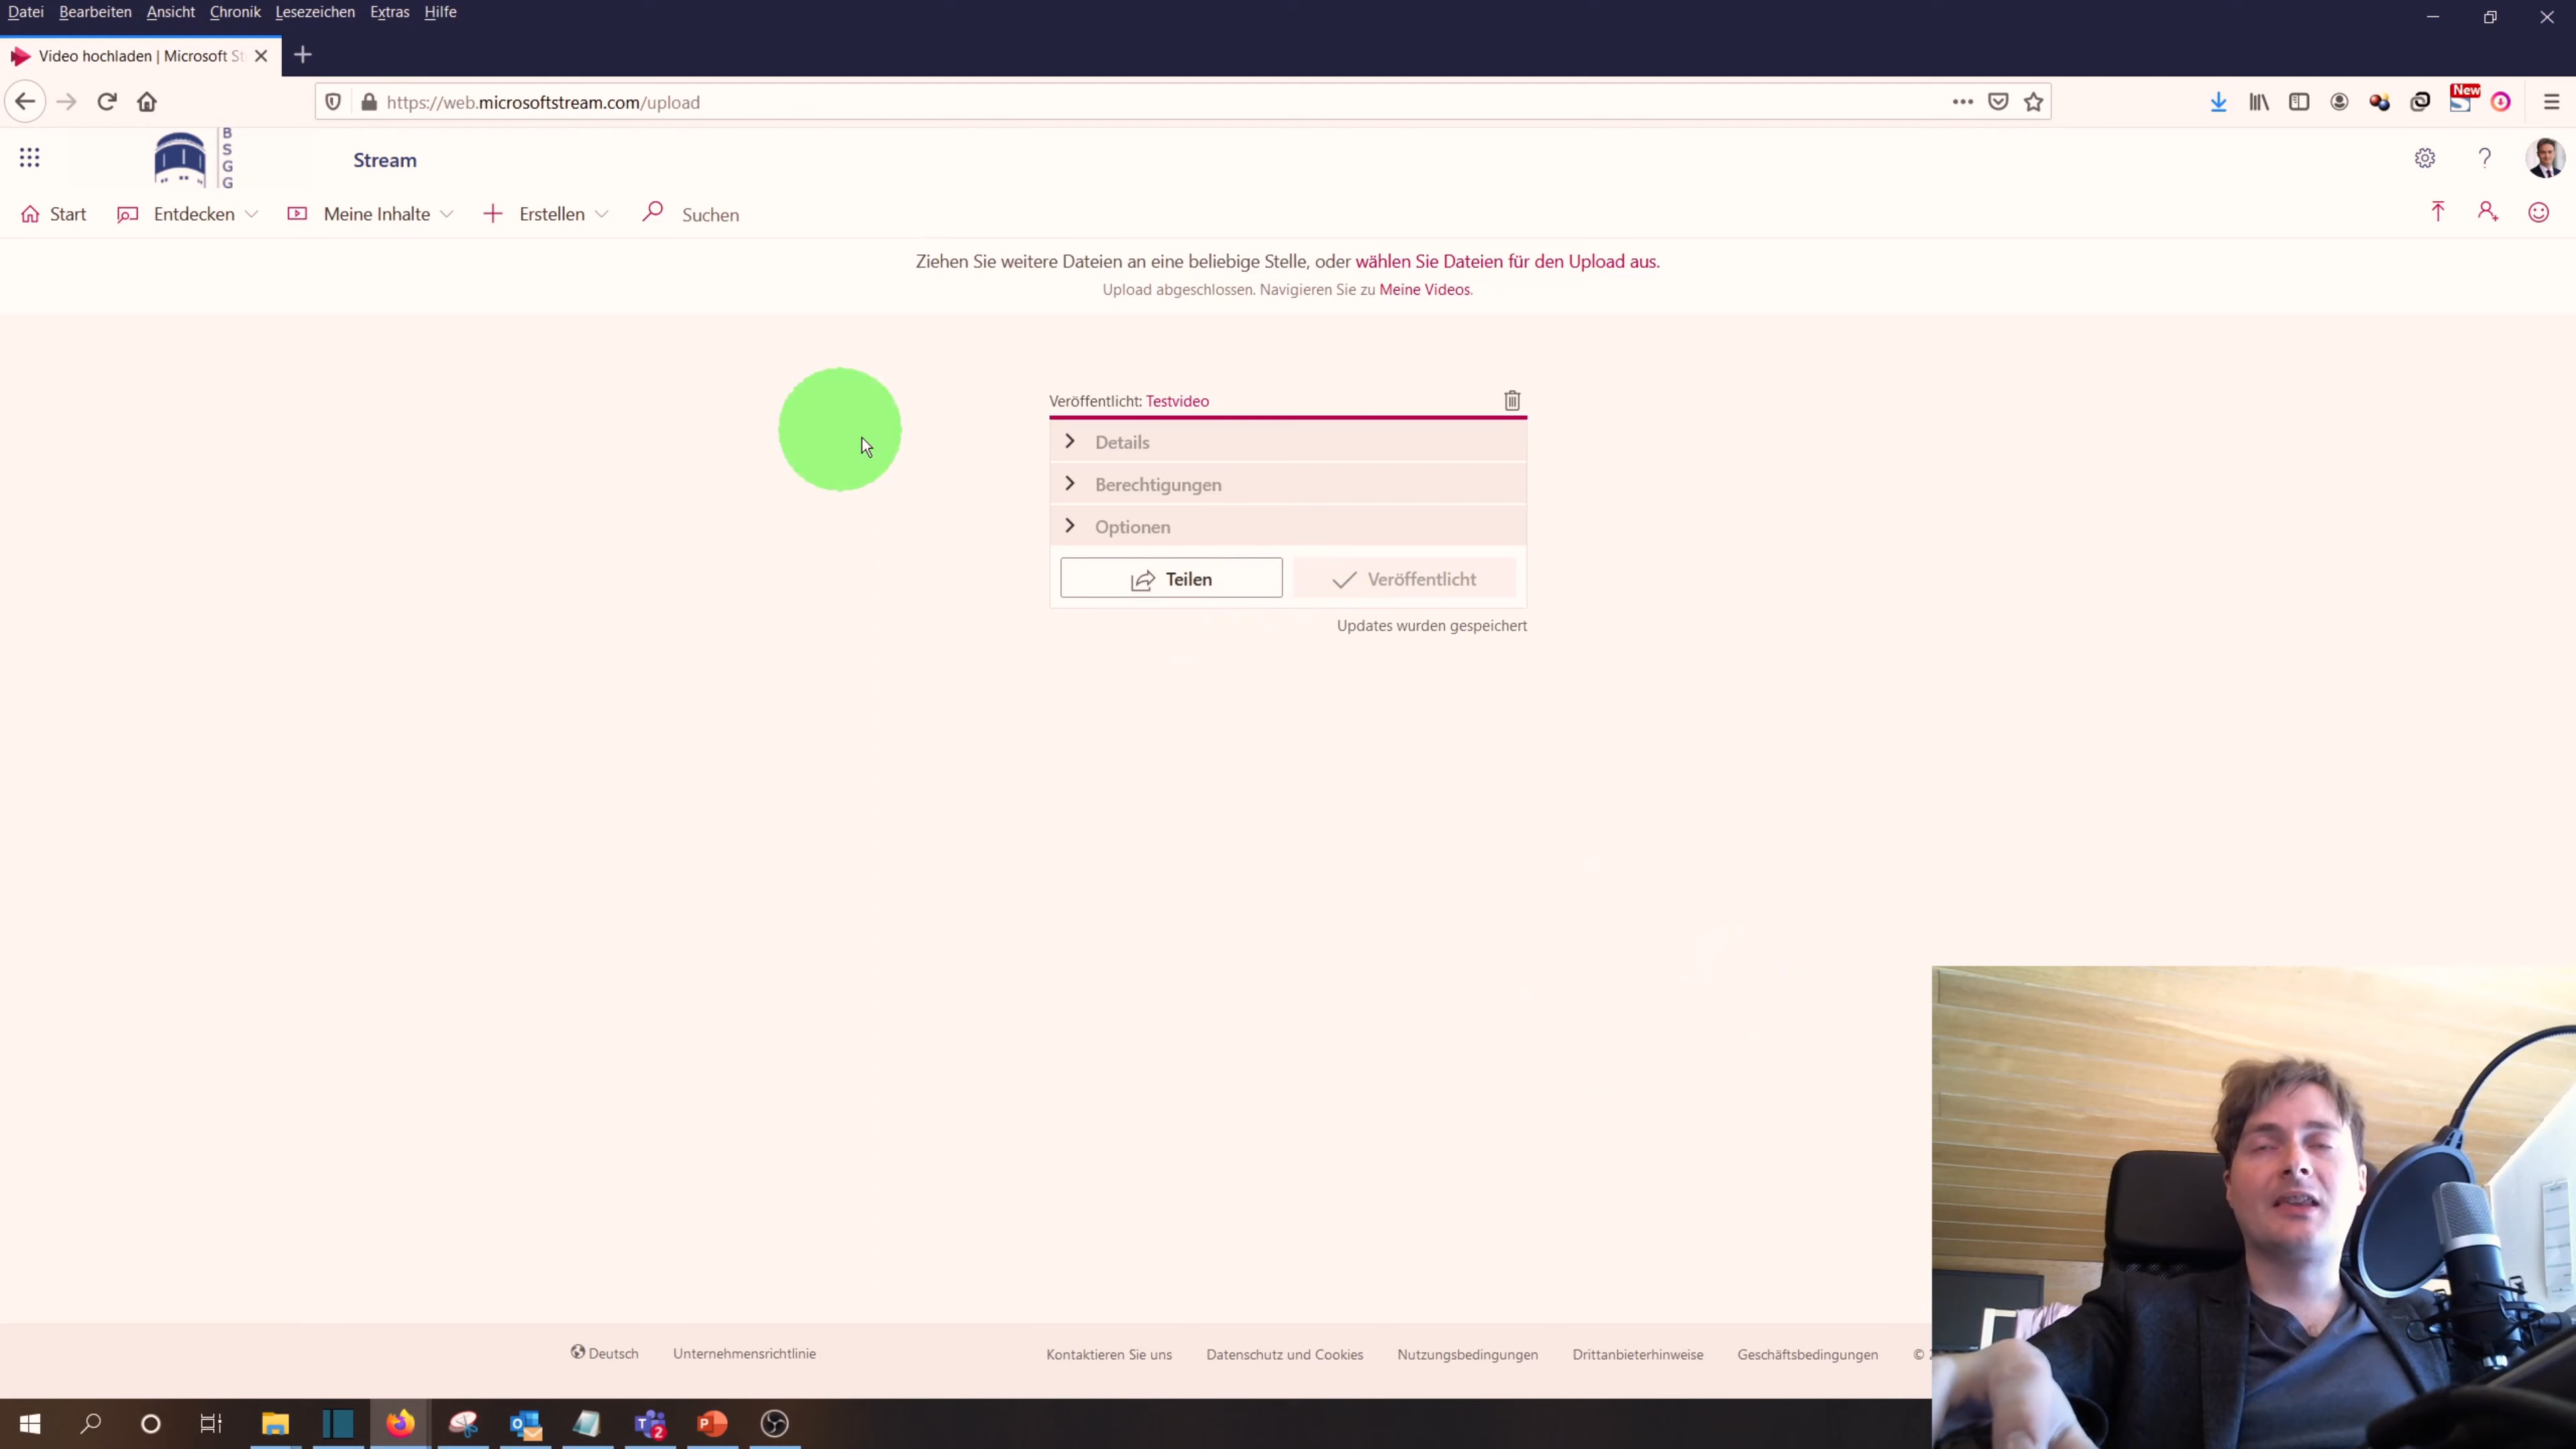 Datei Bearbeiten Ansicht Chronik Lesezeichen Extras Hilfe
Video hochladen | Microsoft St
https://web.microsoftstream.com/upload
New
B
S
G
G
Stream
Start Entdecken Meine Inhalte Erstellen Suchen
Ziehen Sie weitere Dateien an eine beliebige Stelle, oder wählen Sie Dateien für den Upload aus.
Upload abgeschlossen. Navigieren Sie zu Meine Videos.
Veröffentlicht: Testvideo
Details
Berechtigungen
Optionen
Teilen Veröffentlicht
Updates wurden gespeichert
Deutsch Unternehmensrichtlinie Kontaktieren Sie uns Datenschutz und Cookies Nutzungsbedingungen Drittanbieterhinweise Geschäftsbedingungen ©
2